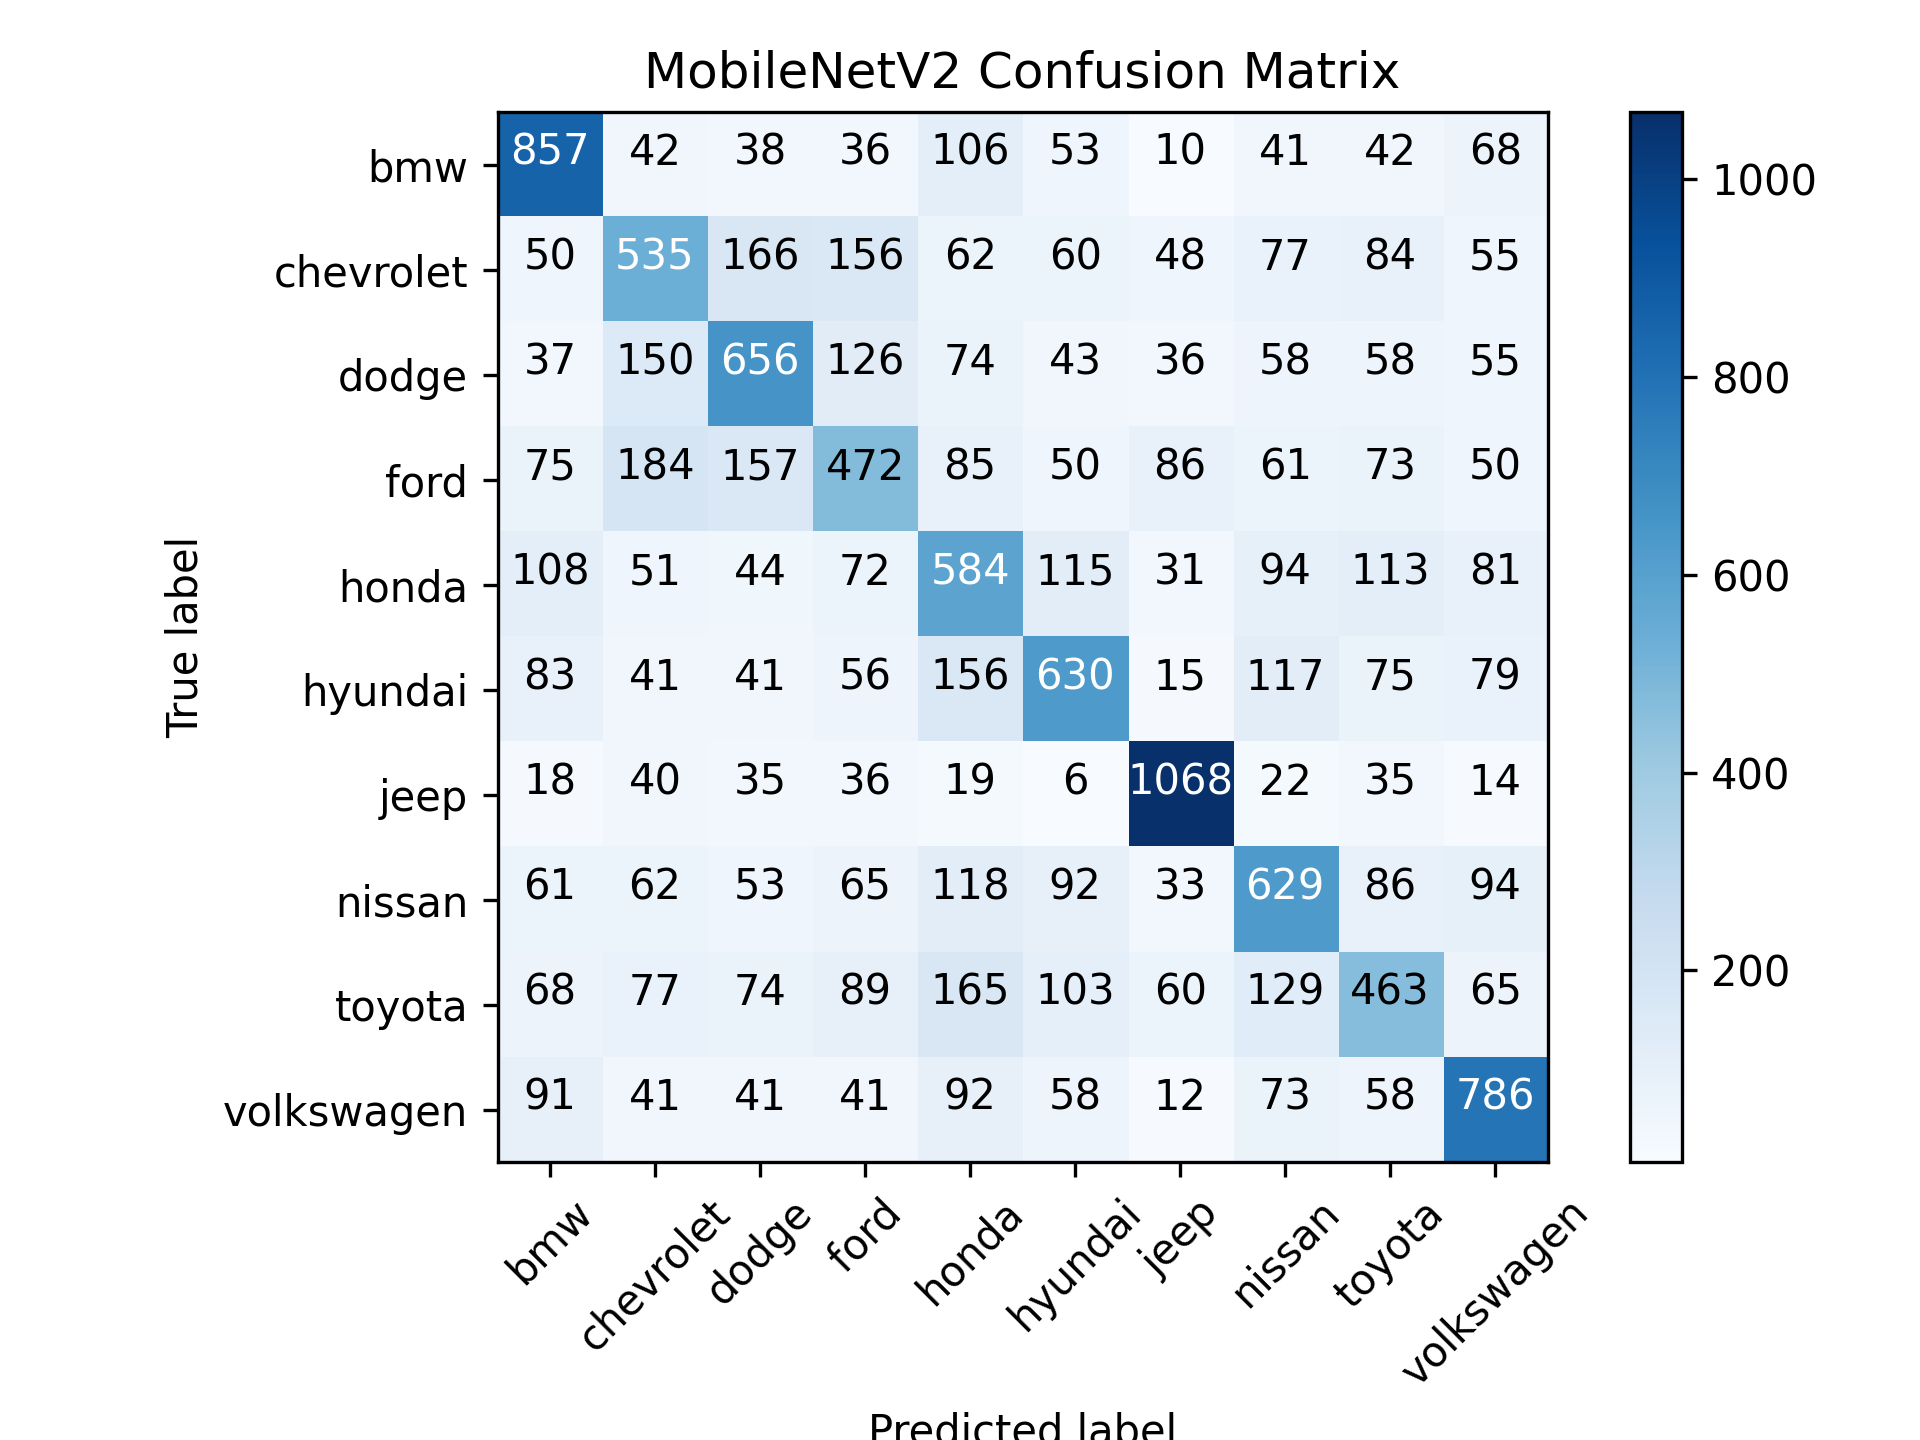 MobileNetV2 Confusion Matrix
bmw 857 42 38 36 106 53 10 41 42 68
chevrolet 50 535 166 156 62 60 48 77 84 55
dodge 37 150 656 126 74 43 36 58 58 55
ford 75 184 157 472 85 50 86 61 73 50
honda 108 51 44 72 584 115 31 94 113 81
hyundai 83 41 41 56 156 630 15 117 75 79
jeep 18 40 35 36 19 6 1068 22 35 14
nissan 61 62 53 65 118 92 33 629 86 94
toyota 68 77 74 89 165 103 60 129 463 65
volkswagen 91 41 41 41 92 58 12 73 58 786
True label
bmw chevrolet dodge ford honda hyundai jeep nissan toyota volkswagen
Predicted label
1000
800
600
400
200